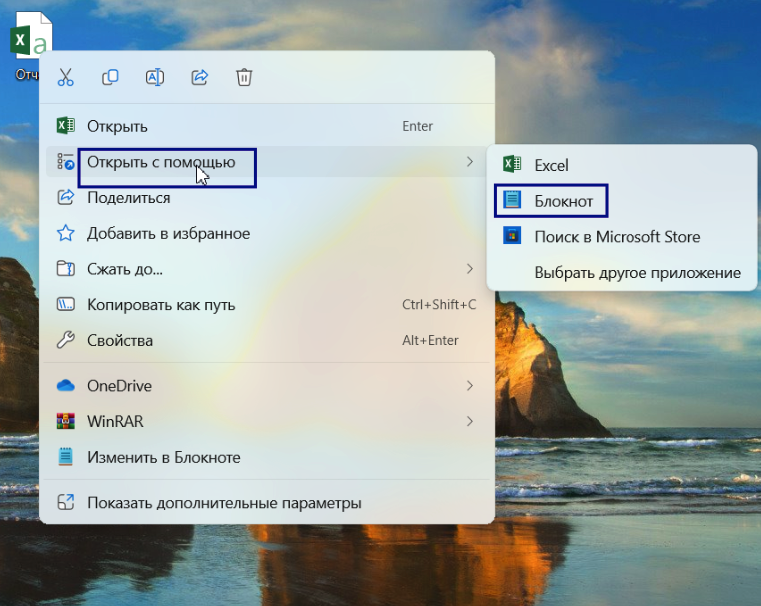 Открыть
Enter
Открыть с помощью
Поделиться
Добавить в избранное
Сжать до...
Копировать как путь
Ctrl+Shift+C
Свойства
Alt+Enter
OneDrive
WinRAR
Изменить в Блокноте
Показать дополнительные параметры
Excel
Блокнот
Поиск в Microsoft Store
Выбрать другое приложение